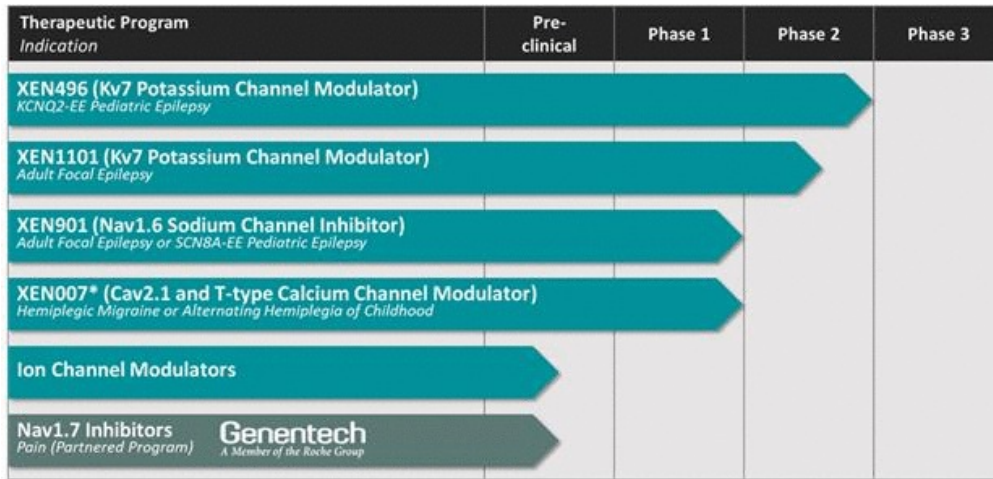 Therapeutic Program
Indication
Pre-
clinical
Phase 1
Phase 2
Phase 3
XEN496 (Kv7 Potassium Channel Modulator)
KCNQ2-EE Pediatric Epilepsy
XEN1101 (Kv7 Potassium Channel Modulator)
Adult Focal Epilepsy
XEN901 (Nav1.6 Sodium Channel Inhibitor)
Adult Focal Epilepsy or SCN8A-EE Pediatric Epilepsy
XEN007* (Cav2.1 and T-type Calcium Channel Modulator)
Hemiplegic Migraine or Alternating Hemiplegia of Childhood
Ion Channel Modulators
Nav1.7 Inhibitors
Pain (Partnered Program)
Genentech
A Member of the Roche Group